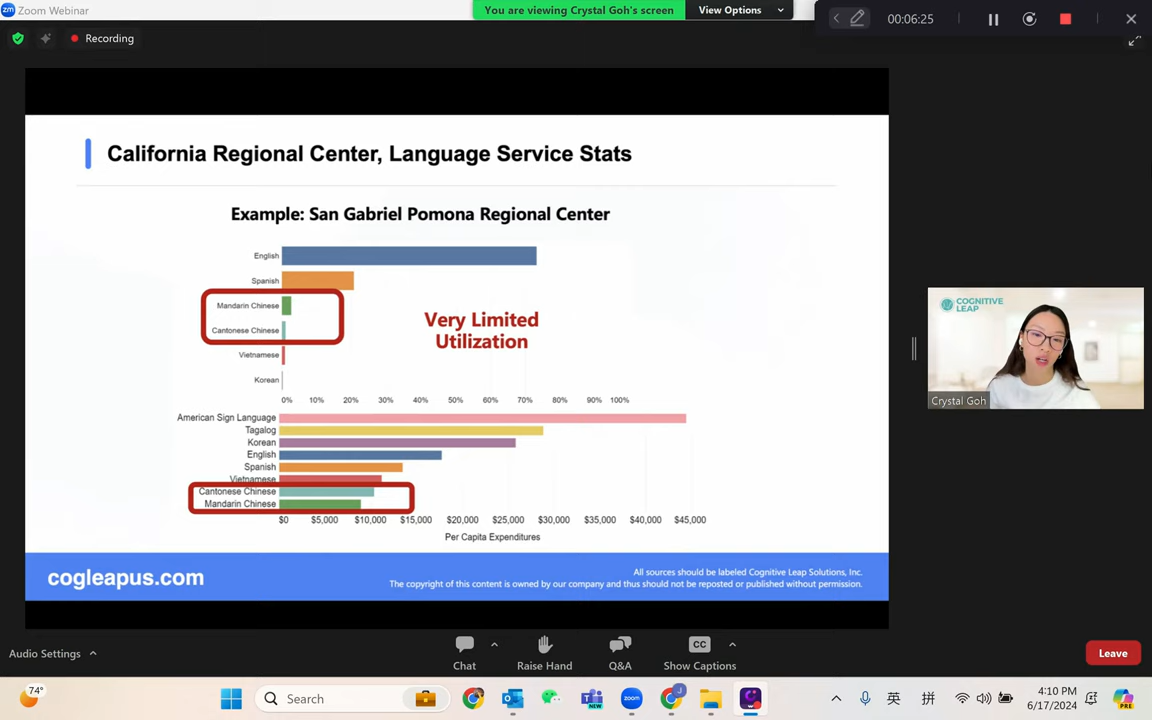 Zoom Webinar
You are viewing Crystal Goh's screen
View Options
00:06:25
Recording
California Regional Center, Language Service Stats
Example: San Gabriel Pomona Regional Center
English
Spanish
Mandarin Chinese
Cantonese Chinese
Vietnamese
Korean
Very Limited
Utilization
0% 10% 20% 30% 40% 50% 60% 70% 80% 90% 100%
American Sign Language
Tagalog
Korean
English
Spanish
Vietnamese
Cantonese Chinese
Mandarin Chinese
$0 $5,000 $10,000 $15,000 $20,000 $25,000 $30,000 $35,000 $40,000 $45,000
Per Capita Expenditures
cogleapus.com
All sources should be labeled Cognitive Leap Solutions, Inc.
The copyright of this content is owned by our company and thus should not be reposted or published without permission.
COGNITIVE
LEAP
Crystal Goh
Audio Settings
Chat
Raise Hand
Q&A
CC
Show Captions
Leave
74°
Search
NEW
zoom
J
英
拼
4:10 PM
6/17/2024
PRE